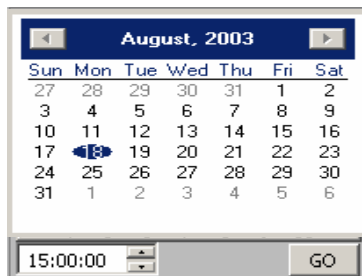 August, 2003
Sun Mon Tue Wed Thu Fri Sat
27 28 29 30 31 1 2
3 4 5 6 7 8 9
10 11 12 13 14 15 16
17 18 19 20 21 22 23
24 25 26 27 28 29 30
31 1 2 3 4 5 6
15:00:00 GO